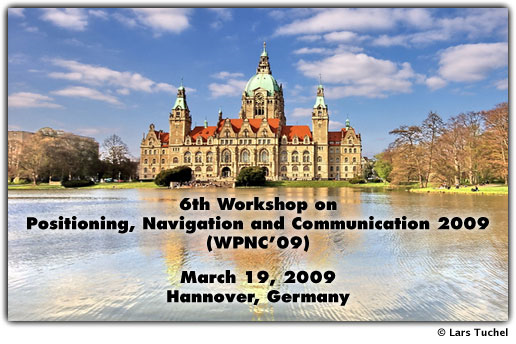 6th Workshop on
Positioning, Navigation and Communication 2009
(WPNC’09)
March 19, 2009
Hannover, Germany
© Lars Tuchel